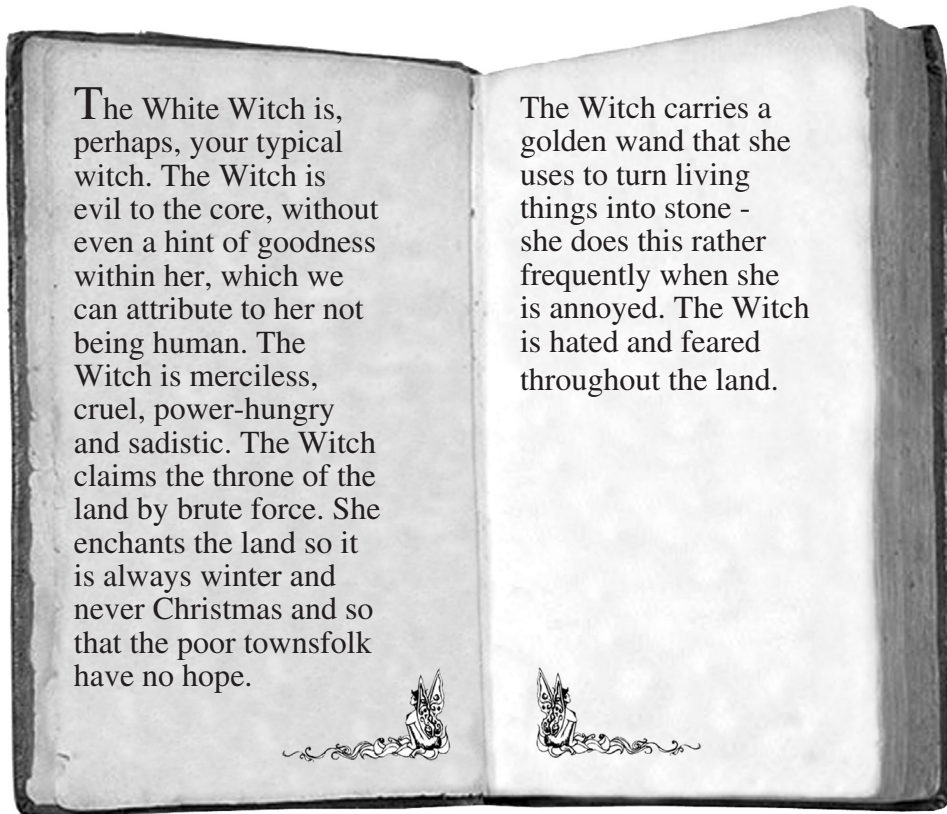 The White Witch is,
perhaps, your typical
witch. The Witch is
evil to the core, without
even a hint of goodness
within her, which we
can attribute to her not
being human. The
Witch is merciless,
cruel, power-hungry
and sadistic. The Witch
claims the throne of the
land by brute force. She
enchants the land so it
is always winter and
never Christmas and so
that the poor townsfolk
have no hope.
The Witch carries a
golden wand that she
uses to turn living
things into stone -
she does this rather
frequently when she
is annoyed. The Witch
is hated and feared
throughout the land.